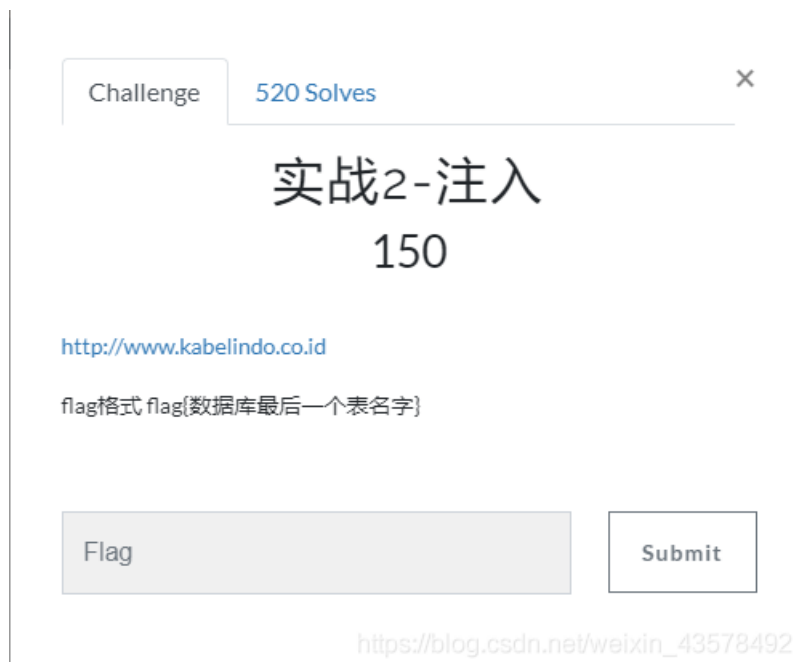 Challenge
520 Solves
×
实战2-注入
150
http://www.kabelindo.co.id
flag格式 flag{数据库最后一个表名字}
Flag
Submit
https://blog.csdn.net/weixin_43578492